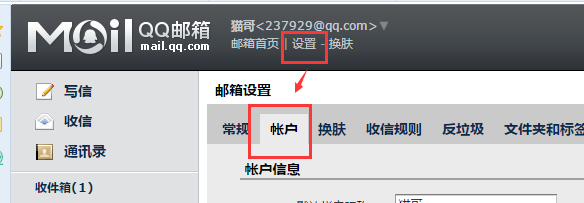 Mail QQ邮箱
mail.qq.com
猫哥<237929@qq.com>
邮箱首页 | 设置 - 换肤
写信
收信
通讯录
收件箱(1)
邮箱设置
常规 帐户 换肤 收信规则 反垃圾 文件夹和标签
帐户信息
猫哥